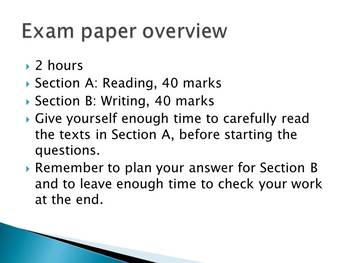 Exam paper overview
2 hours
Section A: Reading, 40 marks
Section B: Writing, 40 marks
Give yourself enough time to carefully read
the texts in Section A, before starting the
questions.
Remember to plan your answer for Section B
and to leave enough time to check your work
at the end.